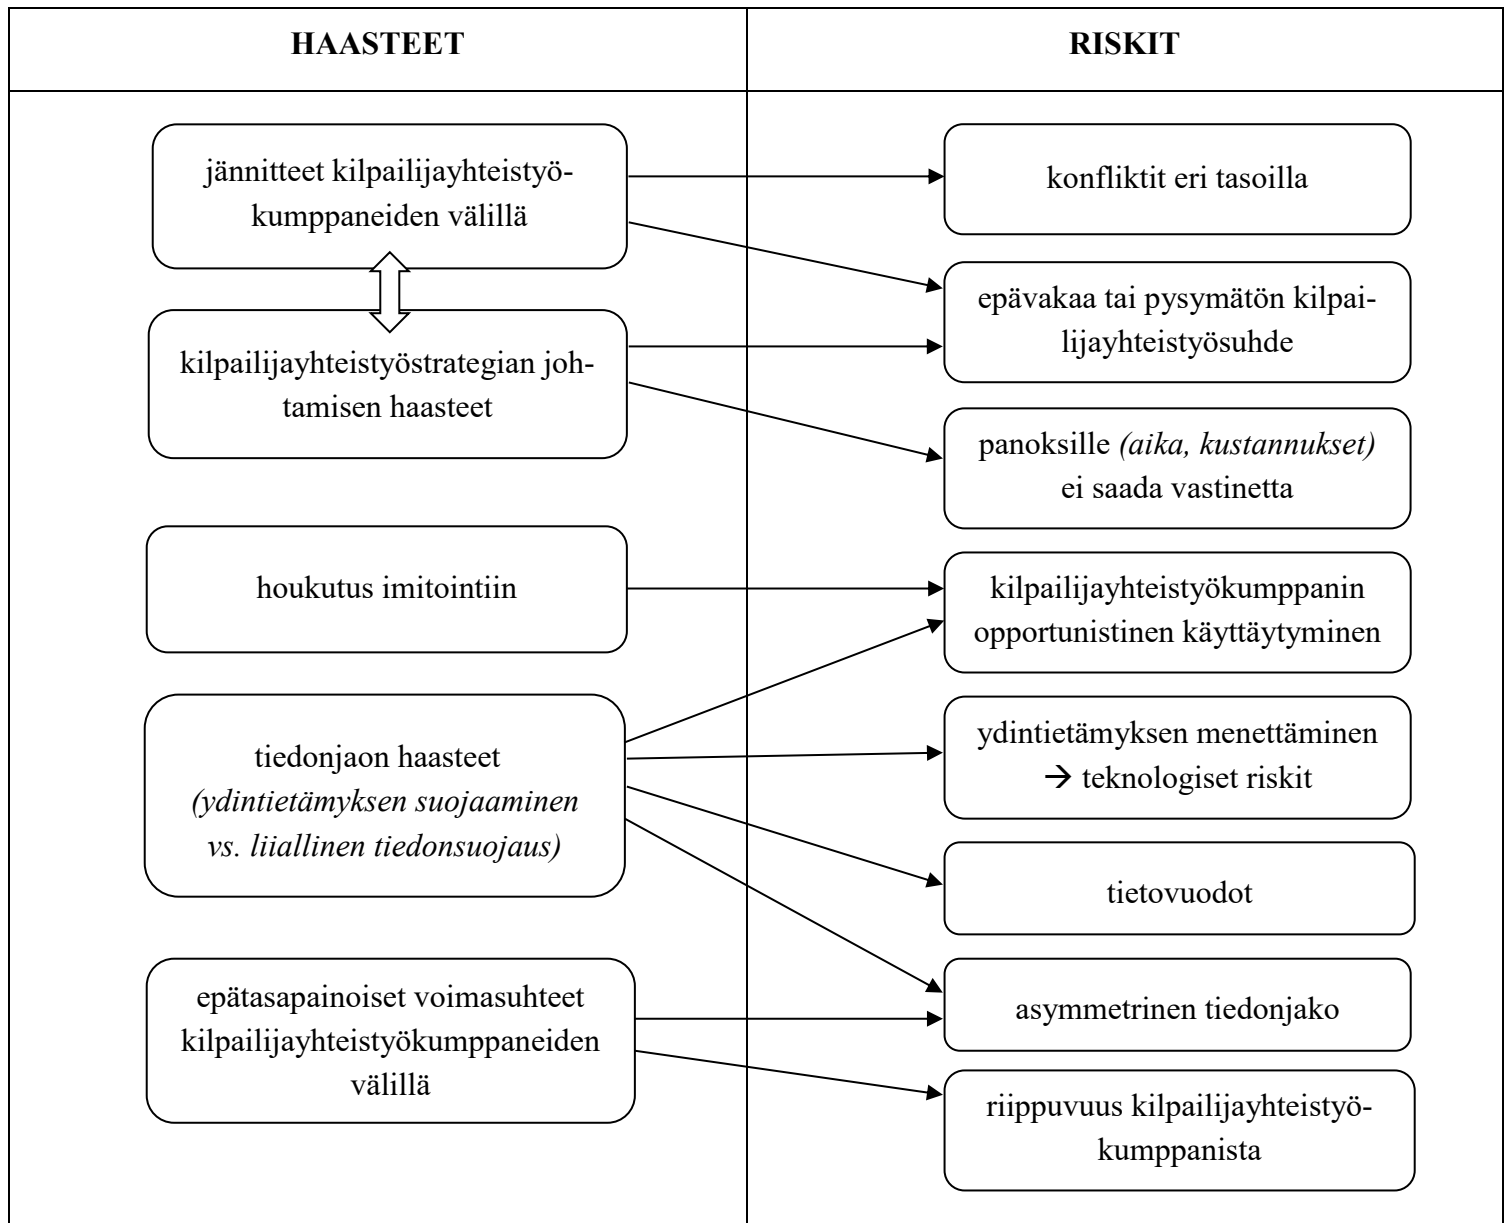 HAASTEET
RISKIT
jännitteet kilpailijayhteistyö-
kumppaneiden välillä
kilpailijayhteistyöstrategian joh-
tamisen haasteet
houkutus imitointiin
tiedonjaon haasteet
(ydintietämyksen suojaaminen
vs. liiallinen tiedonsuojaus)
epätasapainoiset voimasuhteet
kilpailijayhteistyökumppaneiden
välillä
konfliktit eri tasoilla
epävakaa tai pysymätön kilpai-
lijayhteistyösuhde
panoksille (aika, kustannukset)
ei saada vastinetta
kilpailijayhteistyökumppanin
opportunistinen käyttäytyminen
ydintietämyksen menettäminen
→ teknologiset riskit
tietovuodot
asymmetrinen tiedonjako
riippuvuus kilpailijayhteistyö-
kumppanista